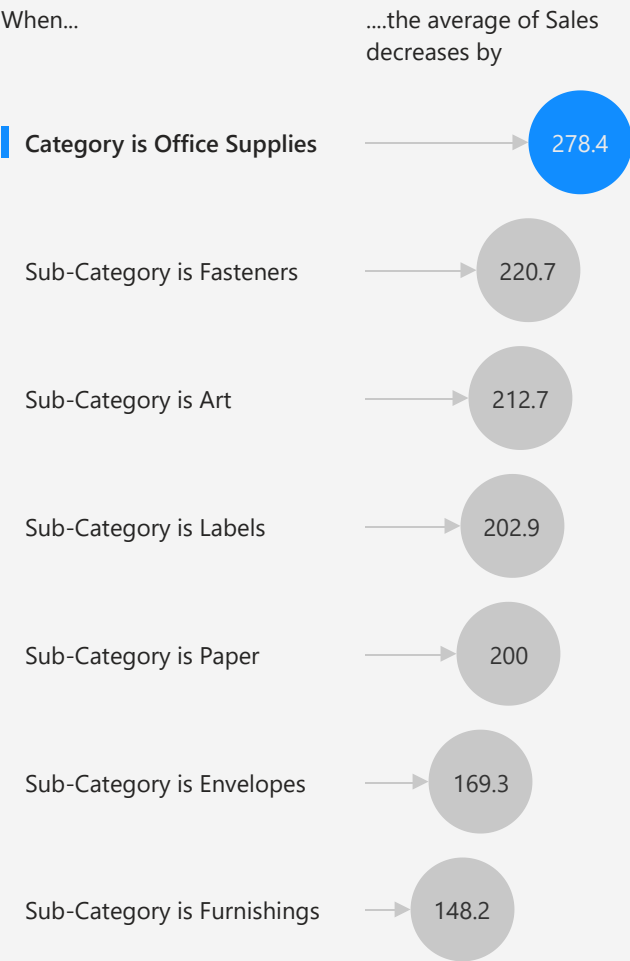 When...
....the average of Sales
decreases by
Category is Office Supplies
278.4
Sub-Category is Fasteners
220.7
Sub-Category is Art
212.7
Sub-Category is Labels
202.9
Sub-Category is Paper
200
Sub-Category is Envelopes
169.3
Sub-Category is Furnishings
148.2